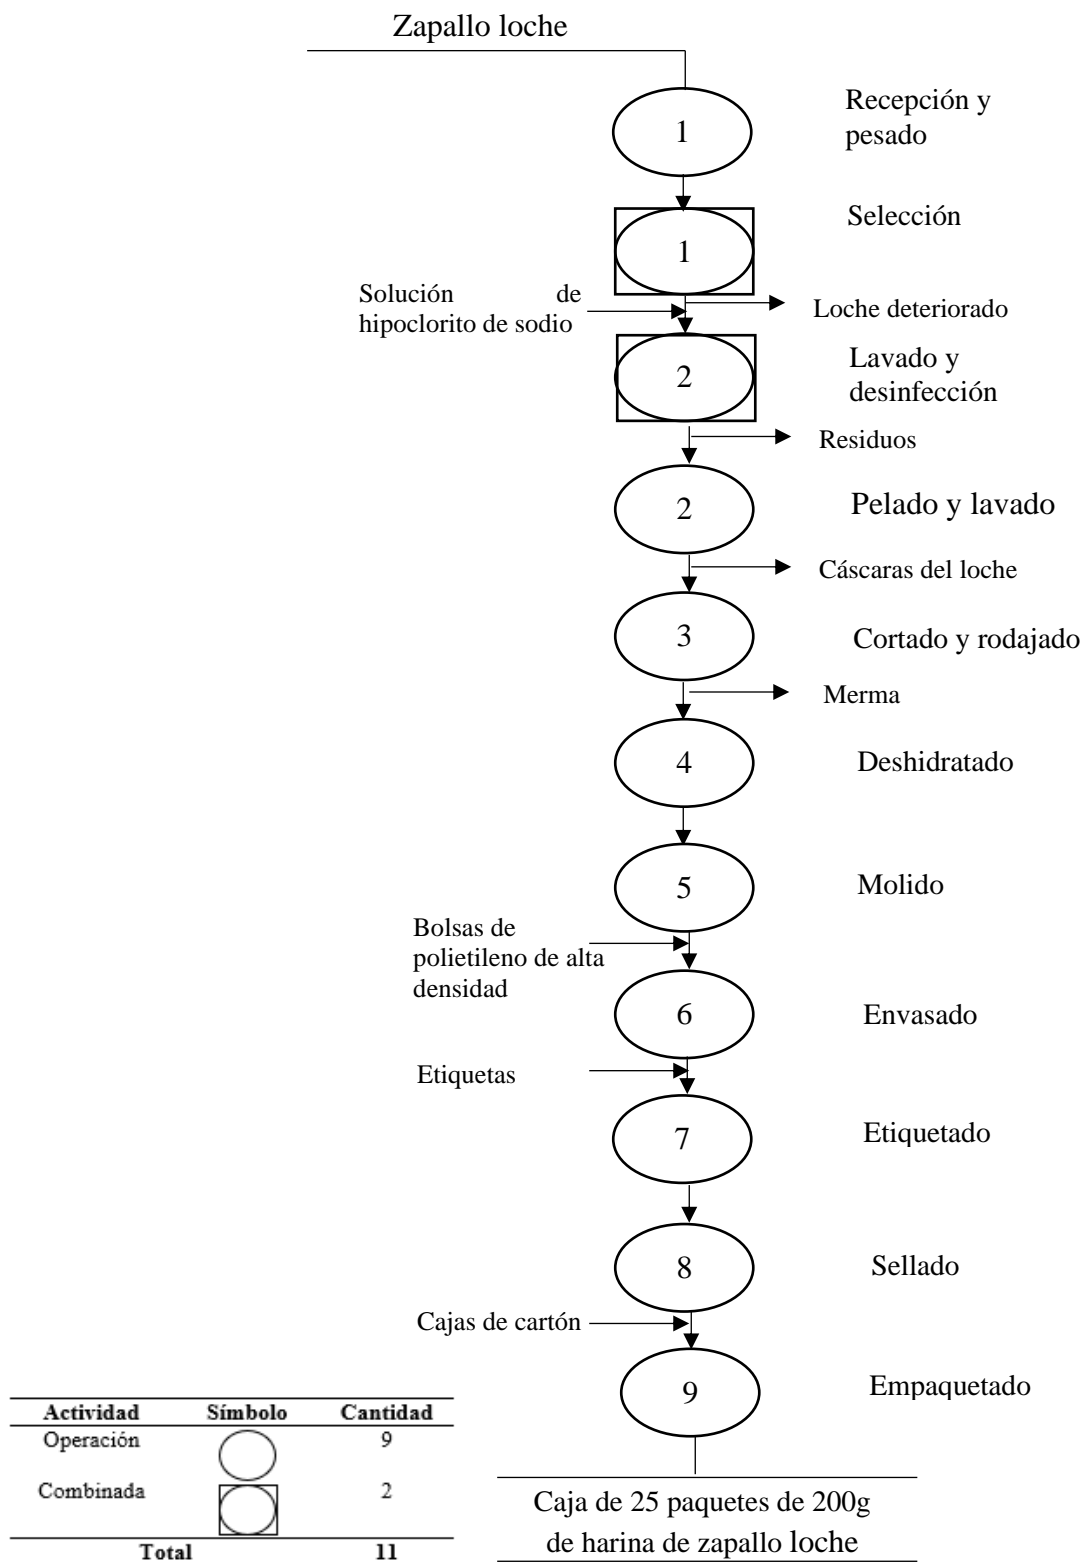 Zapallo loche
1
Recepción y
pesado
1
Selección
Solución de
hipoclorito de sodio
Loche deteriorado
2
Lavado y
desinfección
Residuos
2
Pelado y lavado
Cáscaras del loche
3
Cortado y rodajado
Merma
4
Deshidratado
5
Molido
Bolsas de
polietileno de alta
densidad
6
Envasado
Etiquetas
7
Etiquetado
8
Sellado
Cajas de cartón
9
Empaquetado
Actividad Símbolo Cantidad
Operación 9
Combinada 2
Total 11
Caja de 25 paquetes de 200g
de harina de zapallo loche